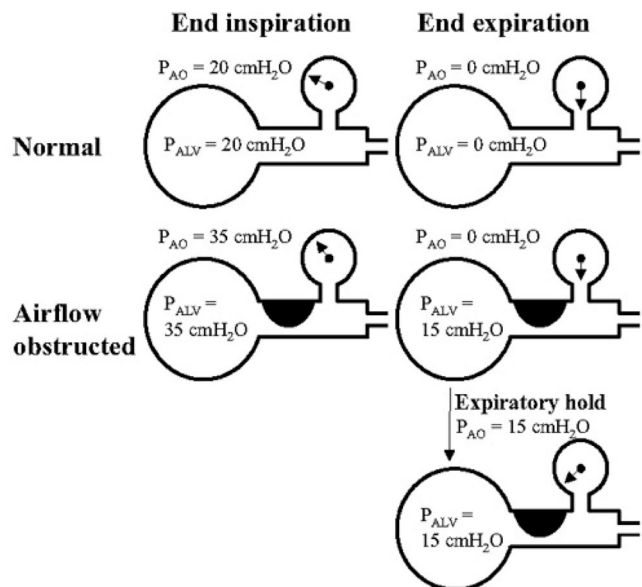 End inspiration End expiration
P_AO = 20 cmH₂O P_AO = 0 cmH₂O
Normal P_ALV = 20 cmH₂O P_ALV = 0 cmH₂O
P_AO = 35 cmH₂O P_AO = 0 cmH₂O
Airflow
obstructed
P_ALV =
35 cmH₂O
P_ALV =
15 cmH₂O
Expiratory hold
P_AO = 15 cmH₂O
P_ALV =
15 cmH₂O